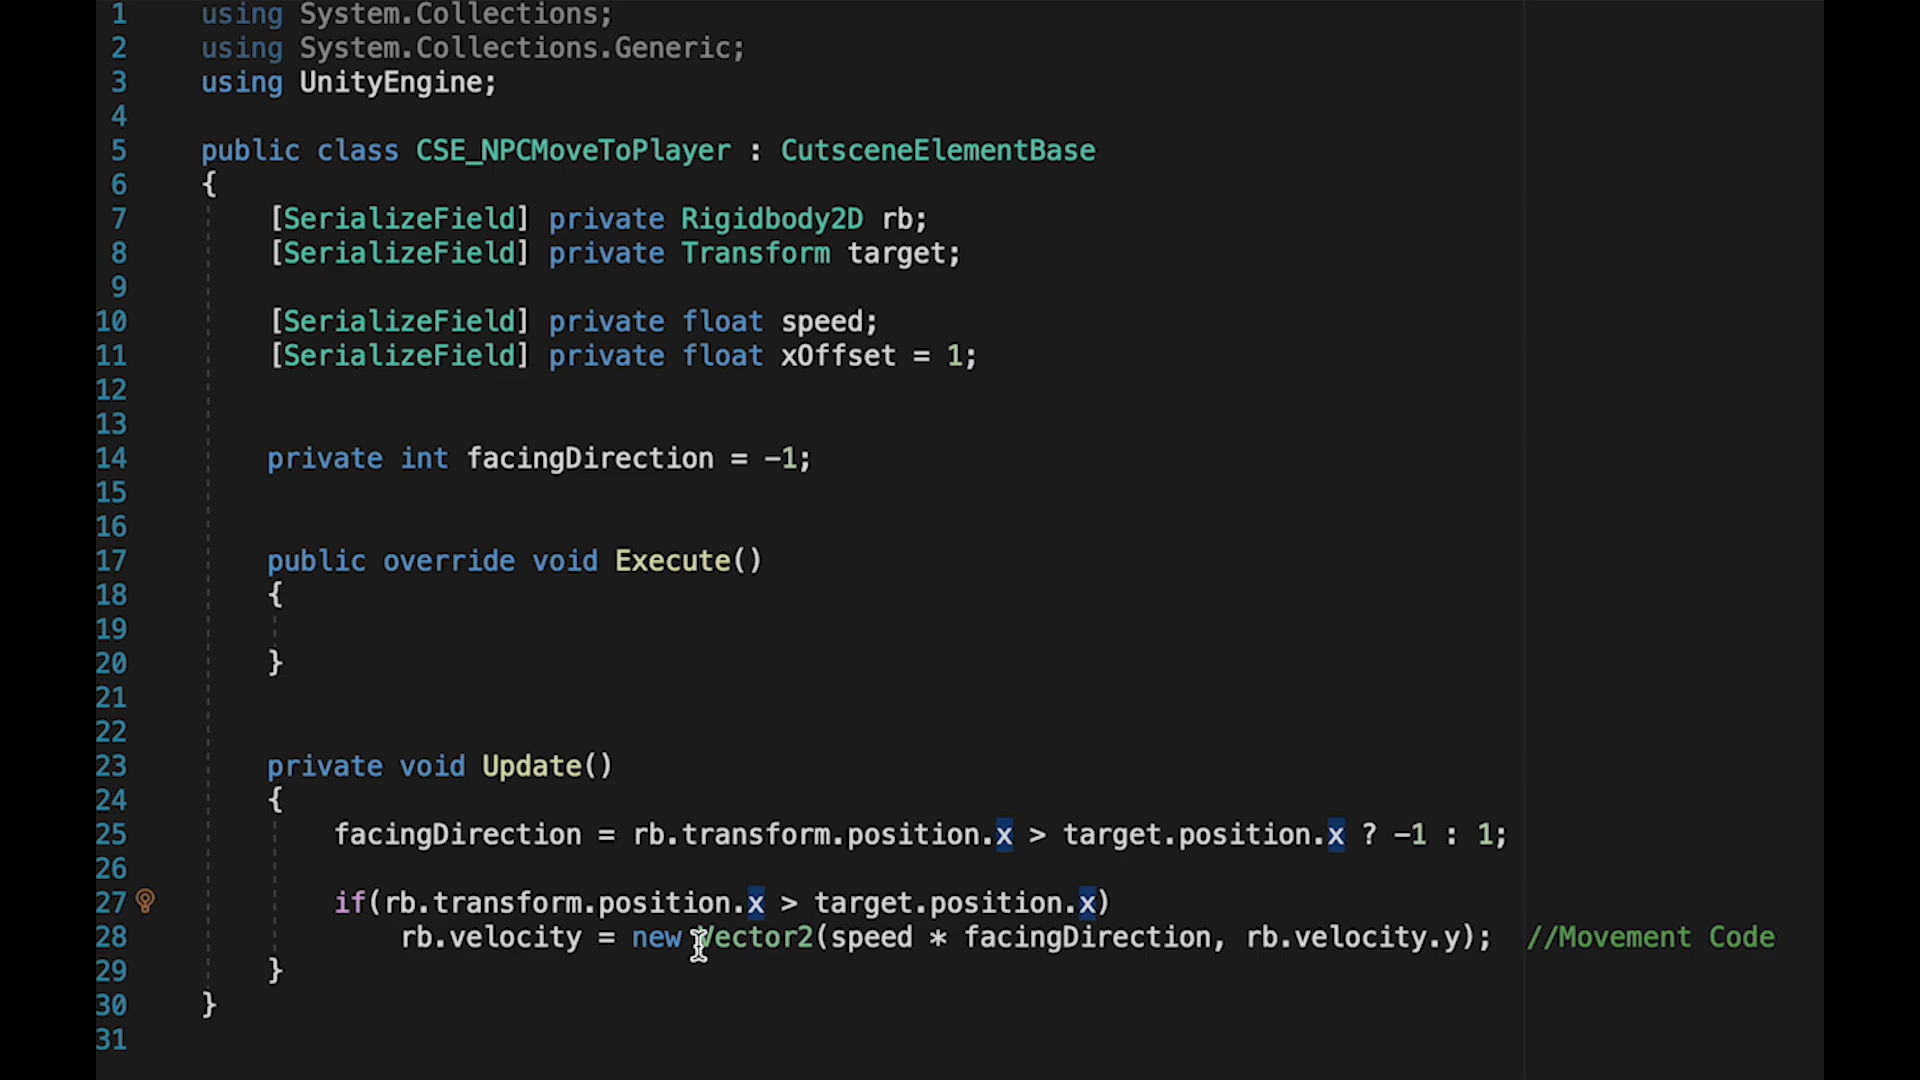 1 using System.Collections;
2 using System.Collections.Generic;
3 using UnityEngine;
4
5 public class CSE_NPCMoveToPlayer : CutsceneElementBase
6 {
7 [SerializeField] private Rigidbody2D rb;
8 [SerializeField] private Transform target;
9
10 [SerializeField] private float speed;
11 [SerializeField] private float xOffset = 1;
12
13
14 private int facingDirection = -1;
15
16
17 public override void Execute()
18 {
19
20 }
21
22
23 private void Update()
24 {
25 facingDirection = rb.transform.position.x > target.position.x ? -1 : 1;
26
27 if(rb.transform.position.x > target.position.x)
28 rb.velocity = new Vector2(speed * facingDirection, rb.velocity.y); //Movement Code
29 }
30 }
31